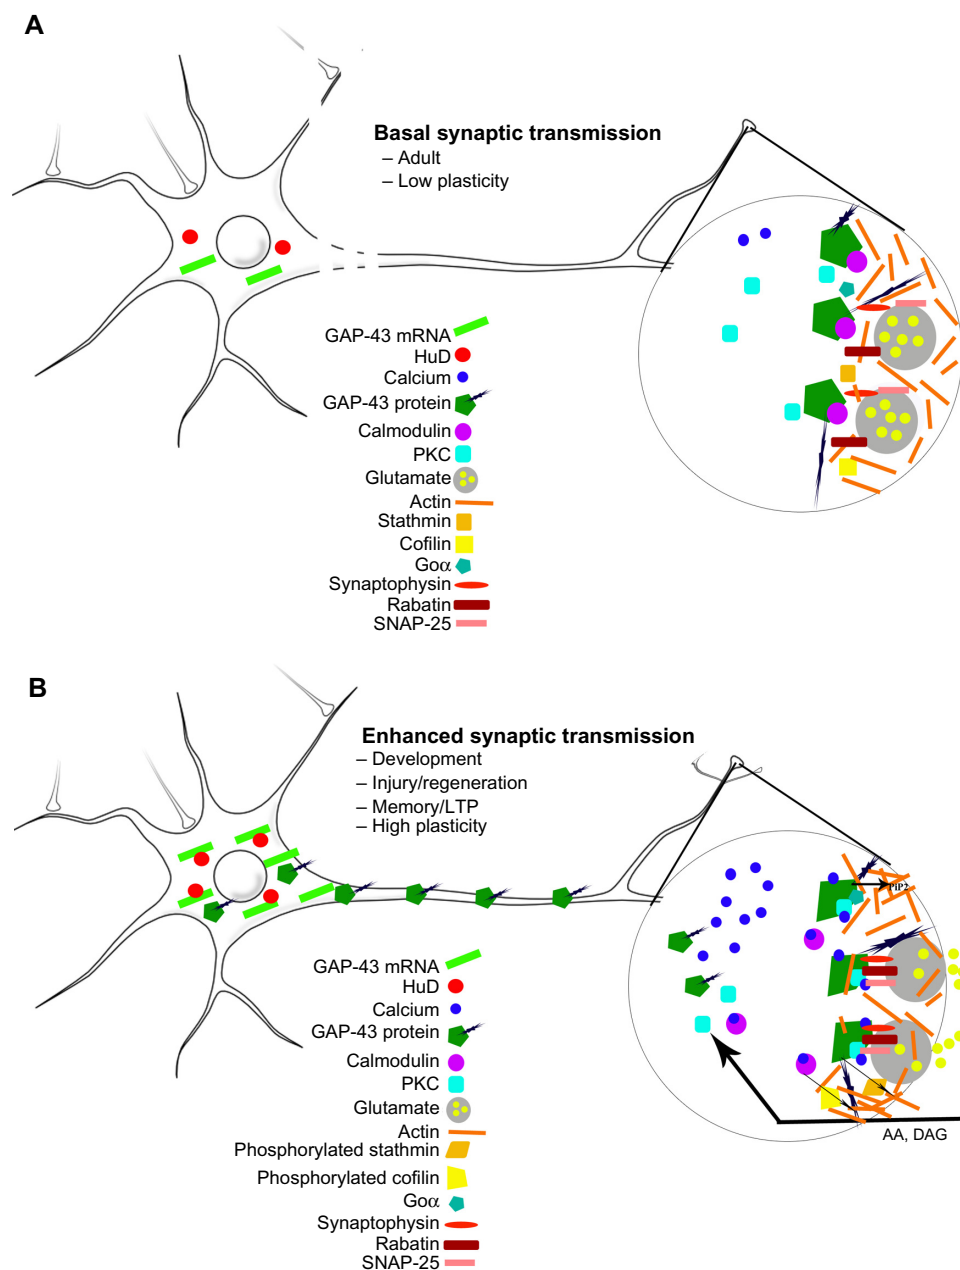 A
Basal synaptic transmission
– Adult
– Low plasticity
GAP-43 mRNA
HuD
Calcium
GAP-43 protein
Calmodulin
PKC
Glutamate
Actin
Stathmin
Cofilin
Goα
Synaptophysin
Rabatin
SNAP-25
B
Enhanced synaptic transmission
– Development
– Injury/regeneration
– Memory/LTP
– High plasticity
PIP2
GAP-43 mRNA
HuD
Calcium
GAP-43 protein
Calmodulin
PKC
Glutamate
Actin
Phosphorylated stathmin
Phosphorylated cofilin
Goα
Synaptophysin
Rabatin
SNAP-25
AA, DAG